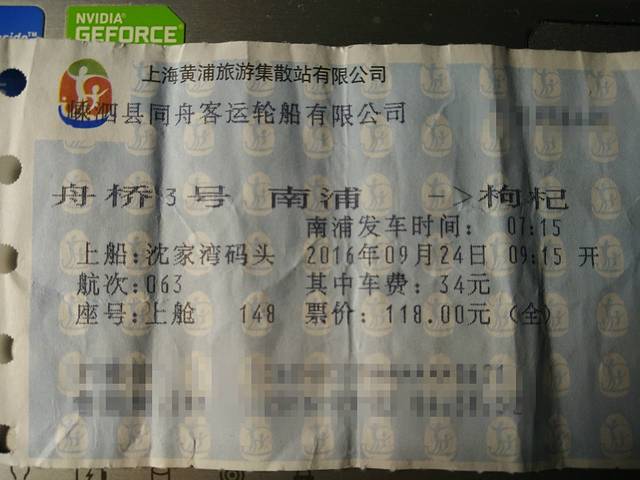 NVIDIA
GEFORCE
上海黄浦旅游集散站有限公司
嵊泗县同舟客运轮船有限公司
舟桥3号 南浦 -->枸杞
南浦发车时间: 07:15
上船:沈家湾码头 2016年09月24日 09:15 开
航次:063 其中车费: 34元
座号:上舱 148 票价: 118.00元 (全)